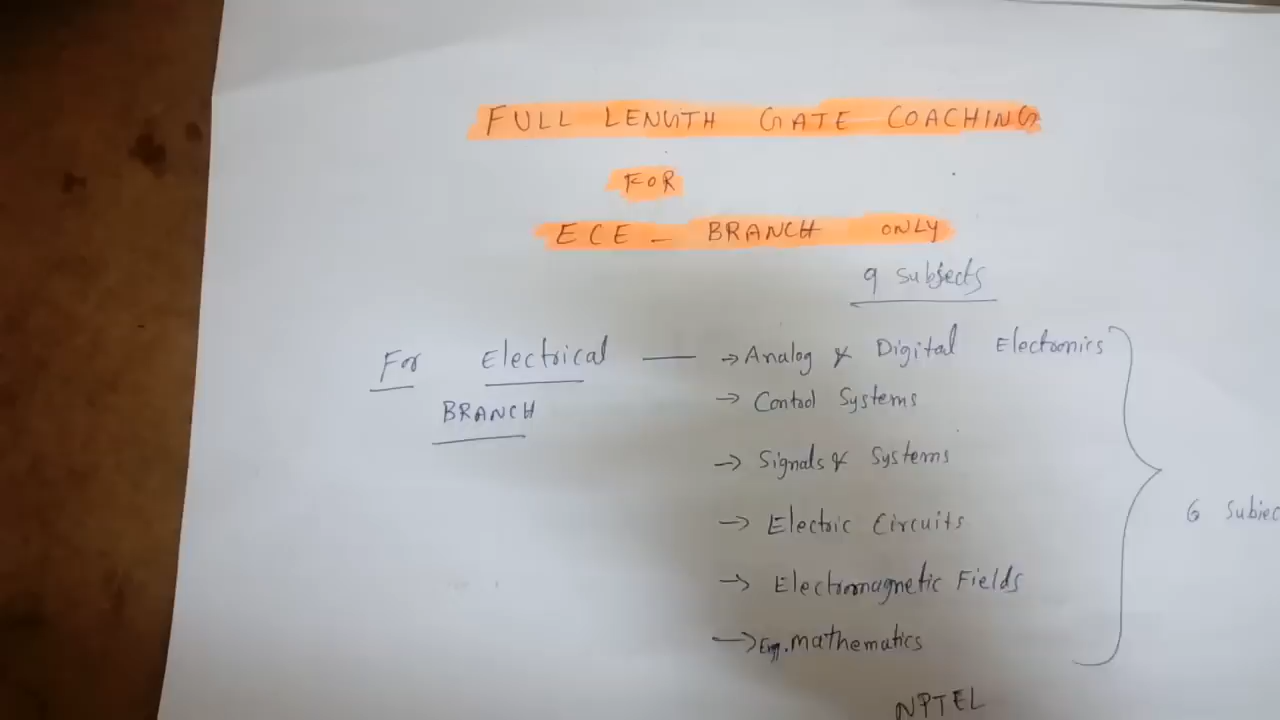 FULL LENGTH GATE COACHING
FOR
ECE - BRANCH ONLY
9 Subjects
For Electrical — → Analog & Digital Electronics
BRANCH
→ Control Systems
→ Signals & Systems
→ Electric Circuits
6 Subjec
→ Electromagnetic Fields
→ Eng. mathematics
NPTEL